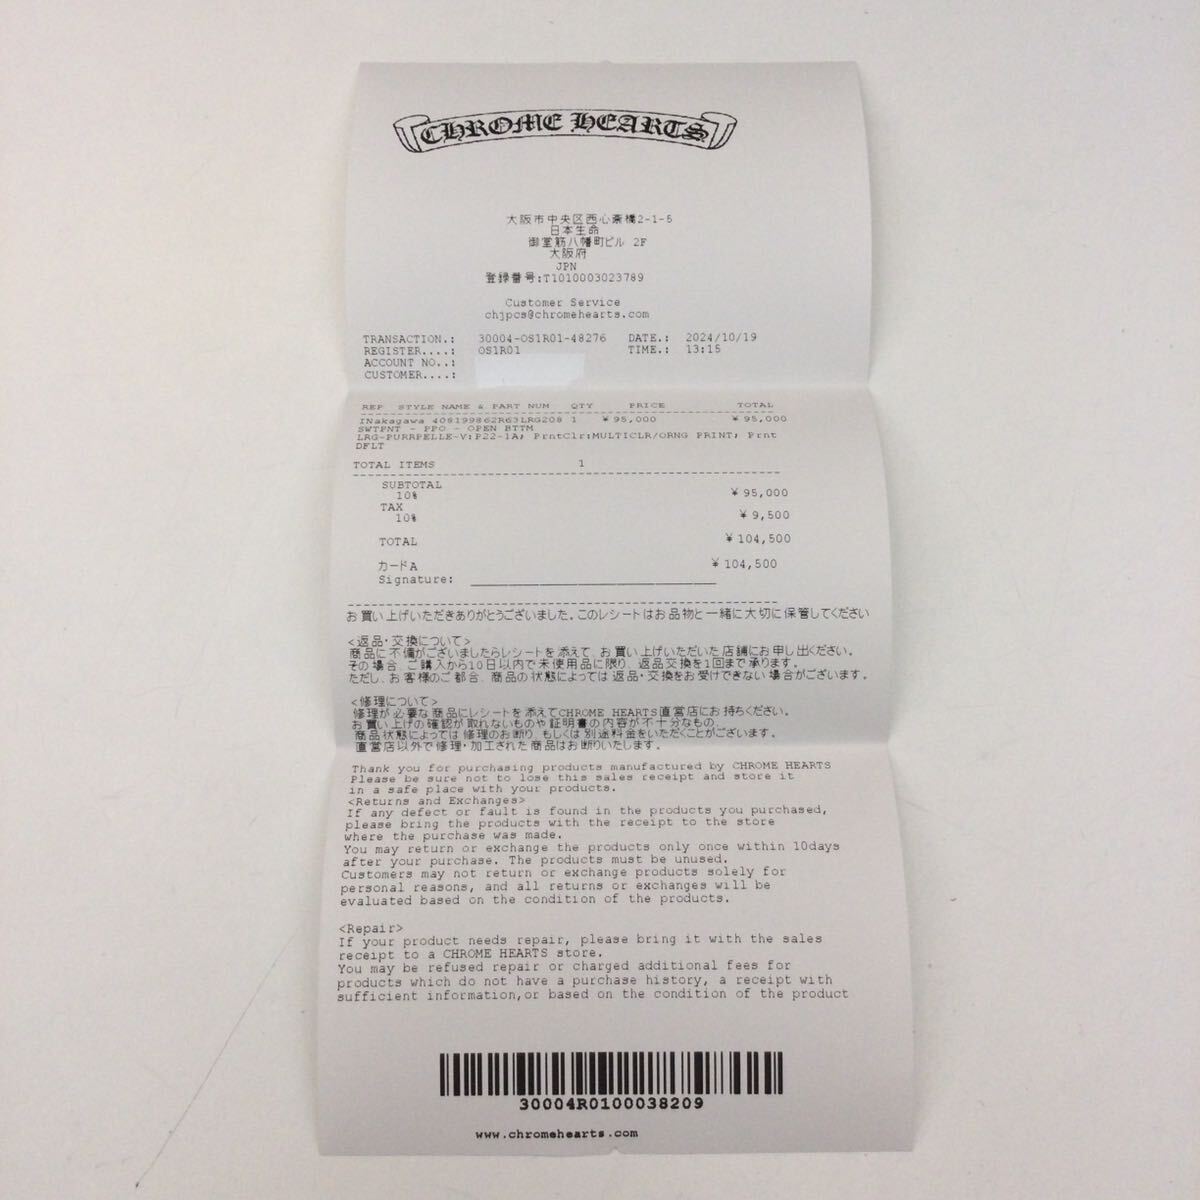 CHROME HEARTS
大阪市中央区西心斎橋2-1-5
日本生命
御堂筋八幡町ビル 2F
大阪府
JPN
登録番号:T1010003023789
Customer Service
chjpcs@chromehearts.com
TRANSACTION.: 30004-OS1R01-48276 DATE.: 2024/10/19
REGISTER....: OS1R01 TIME.: 13:15
ACCOUNT NO..:
CUSTOMER....:
REP STYLE NAME & PART NUM QTY PRICE TOTAL
INakagawa 408199862R63LRG208 1 ¥95,000 ¥95,000
SWTPNT - PPO - OPEN BTTM
LRG-PURRPELLE-V:P22-1A; PrntClr:MULTICLR/ORNG PRINT; Prnt
DFLT
TOTAL ITEMS 1
SUBTOTAL
10% ¥95,000
TAX
10% ¥9,500
TOTAL ¥104,500
カードA ¥104,500
Signature:
お買い上げいただきありがとうございました。このレシートはお品物と一緒に大切に保管してください
<返品・交換について>
商品に不備がございましたらレシートを添えて、お買い上げいただいた店舗にお申し出ください。
その場合、ご購入から10日以内で未使用品に限り、返品交換を1回まで承ります。
ただし、お客様のご都合、商品の状態によっては返品・交換をお受けできない場合がございます。
<修理について>
修理が必要な商品にレシートを添えてCHROME HEARTS直営店にお持ちください。
お買い上げの確認が取れないものや証明書の内容が不十分なもの、
商品状態によっては修理のお断り、もしくは別途料金をいただくことがございます。
直営店以外で修理・加工された商品はお断りいたします。
Thank you for purchasing products manufactured by CHROME HEARTS
Please be sure not to lose this sales receipt and store it
in a safe place with your products.
<Returns and Exchanges>
If any defect or fault is found in the products you purchased,
please bring the products with the receipt to the store
where the purchase was made.
You may return or exchange the products only once within 10days
after your purchase. The products must be unused.
Customers may not return or exchange products solely for
personal reasons, and all returns or exchanges will be
evaluated based on the condition of the products.
<Repair>
If your product needs repair, please bring it with the sales
receipt to a CHROME HEARTS store.
You may be refused repair or charged additional fees for
products which do not have a purchase history, a receipt with
sufficient information,or based on the condition of the product
30004R0100038209
www.chromehearts.com